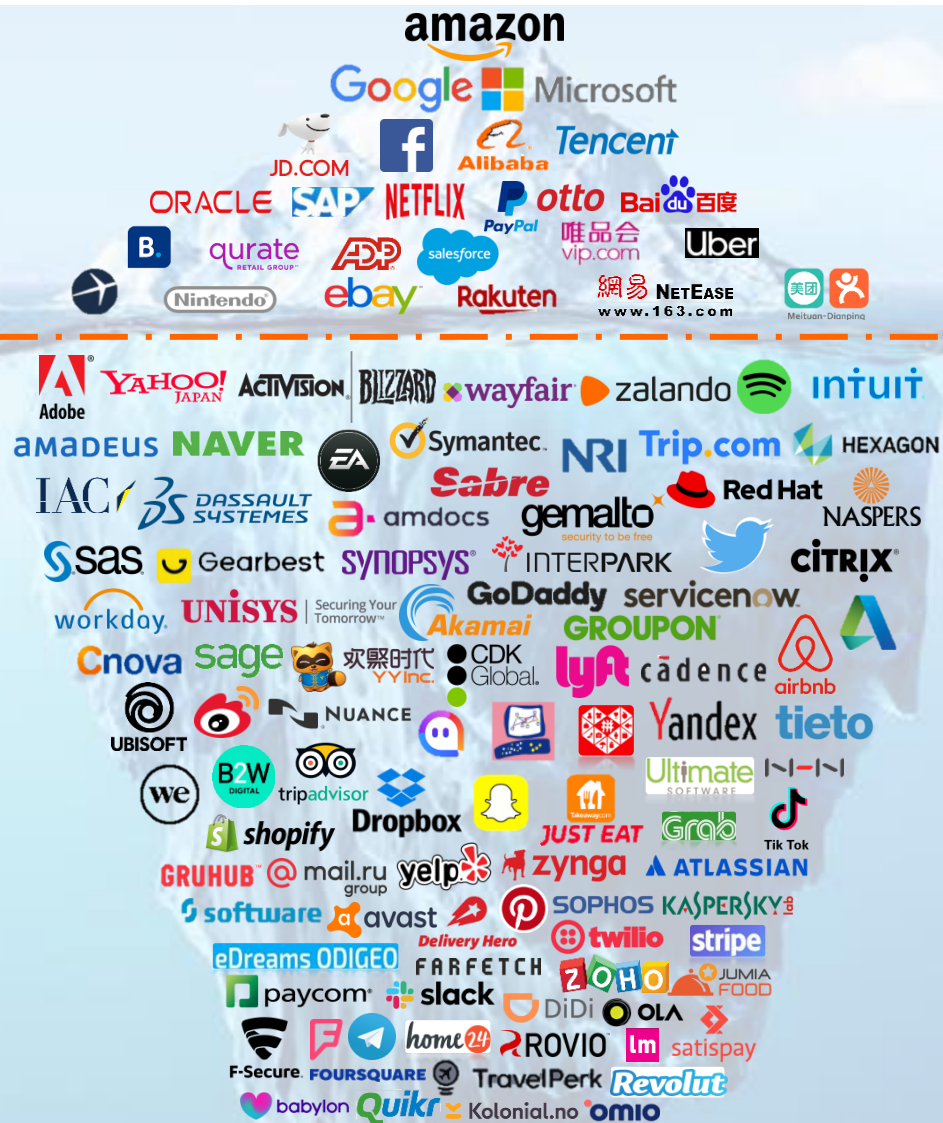 amazon
Google Microsoft
JD.COM f Alibaba Tencent
ORACLE SAP NETFLIX PayPal otto Bai du 百度
B. qurate RETAIL GROUP ADP salesforce 唯品会 vip.com Uber
Nintendo ebay Rakuten 網易 NETEASE www.163.com 美团 Meituan-Dianping
Adobe YAHOO! JAPAN ACTIVISION BLIZZARD wayfair zalando intuit
amadeus NAVER EA Symantec NRI Trip.com HEXAGON
IAC DASSAULT SYSTEMES amdocs Sabre gemalto security to be free Red Hat NASPERS
sas Gearbest SYNOPSYS INTERPARK CITRIX
workday. UNISYS Securing Your Tomorrow Akamai GoDaddy servicenow GROUPON
Cnova sage 欢聚时代 YY Inc. CDK Global. lyft cādence airbnb
UBISOFT NUANCE Yandex tieto
we B2W DIGITAL tripadvisor Dropbox Takeaway.com Ultimate SOFTWARE
shopify JUST EAT Grab Tik Tok
GRUHUB @mail.ru group yelp zynga ATLASSIAN
software avast Delivery Hero SOPHOS KASPERSKY lab
eDreams ODIGEO FARFETCH twilio stripe ZOHO JUMIA FOOD
paycom slack DiDi OLA
F-Secure. FOURSQUARE home24 ROVIO lm satispay
TravelPerk Revolut
babylon Quikr Kolonial.no omio